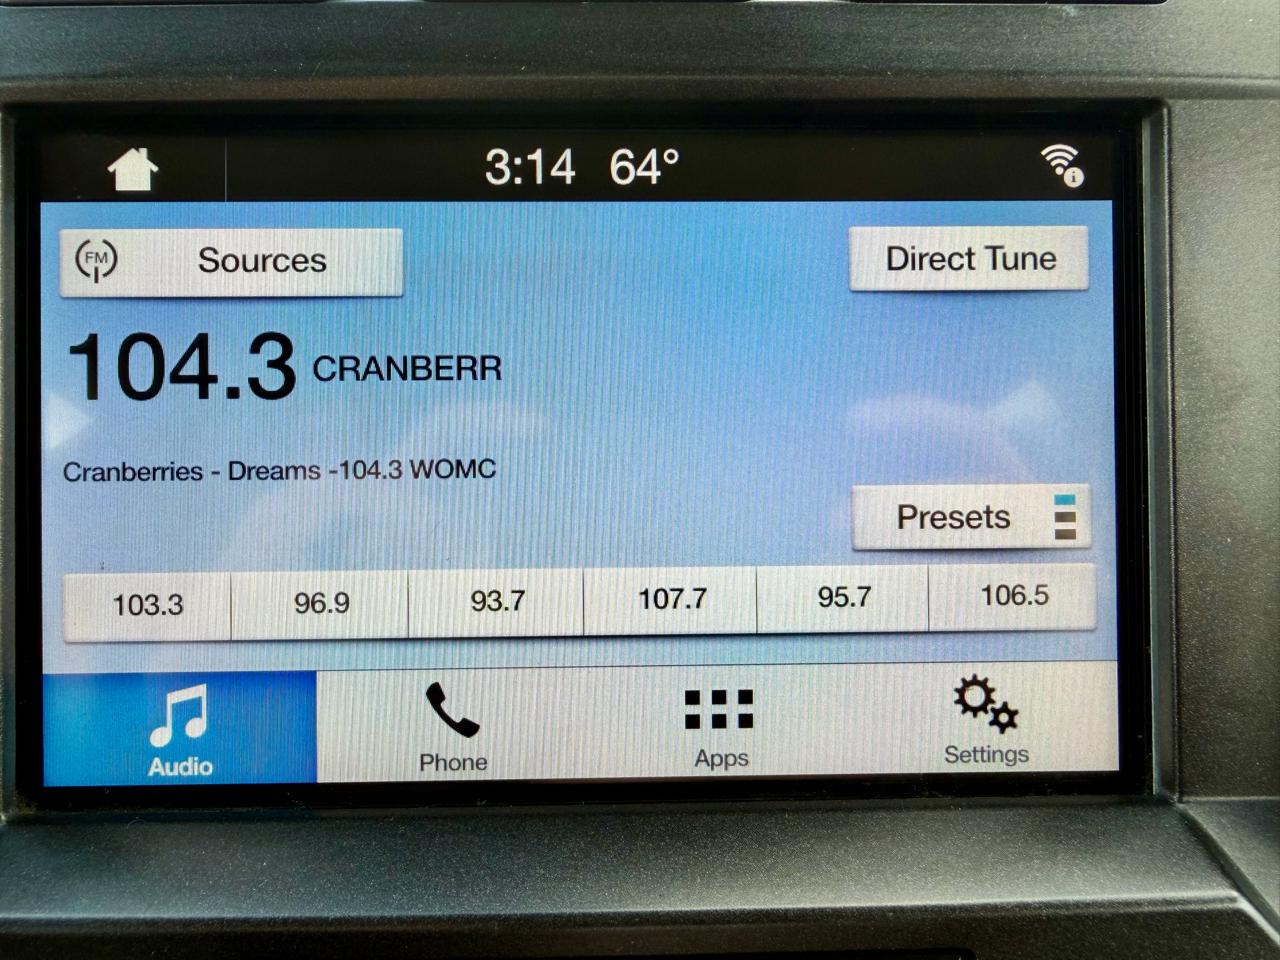 3:14 64°
FM Sources
Direct Tune
104.3 CRANBERR
Cranberries - Dreams -104.3 WOMC
Presets
103.3 96.9 93.7 107.7 95.7 106.5
Audio Phone Apps Settings